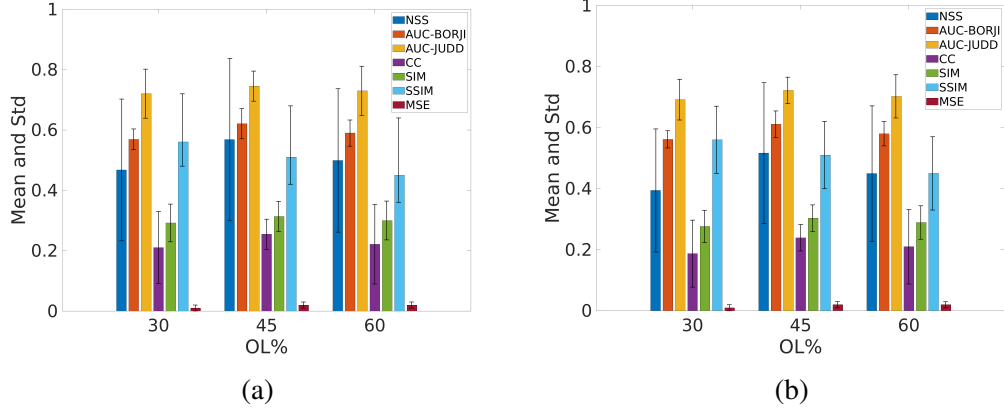 1
0.8
0.6
0.4
0.2
0
Mean and Std
30 45 60
OL%
NSS
AUC-BORJI
AUC-JUDD
CC
SIM
SSIM
MSE
(a)
1
0.8
0.6
0.4
0.2
0
Mean and Std
30 45 60
OL%
NSS
AUC-BORJI
AUC-JUDD
CC
SIM
SSIM
MSE
(b)